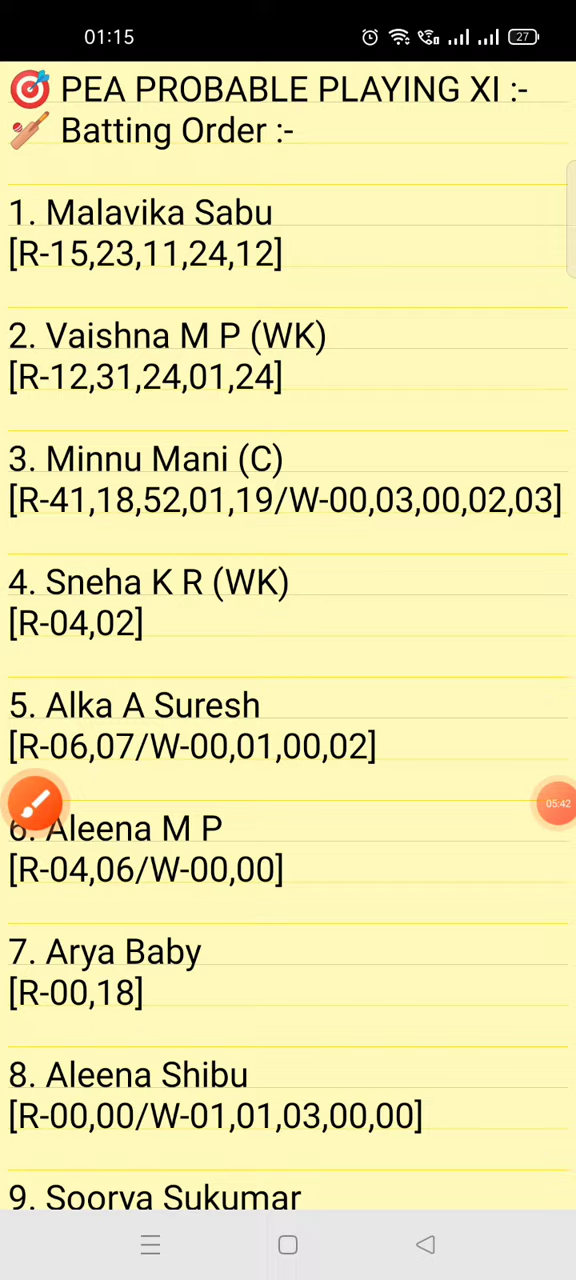 01:15
27
🎯 PEA PROBABLE PLAYING XI :-
🏏 Batting Order :-
1. Malavika Sabu
[R-15,23,11,24,12]
2. Vaishna M P (WK)
[R-12,31,24,01,24]
3. Minnu Mani (C)
[R-41,18,52,01,19/W-00,03,00,02,03]
4. Sneha K R (WK)
[R-04,02]
5. Alka A Suresh
[R-06,07/W-00,01,00,02]
05:42
6. Aleena M P
[R-04,06/W-00,00]
7. Arya Baby
[R-00,18]
8. Aleena Shibu
[R-00,00/W-01,01,03,00,00]
9. Soorya Sukumar